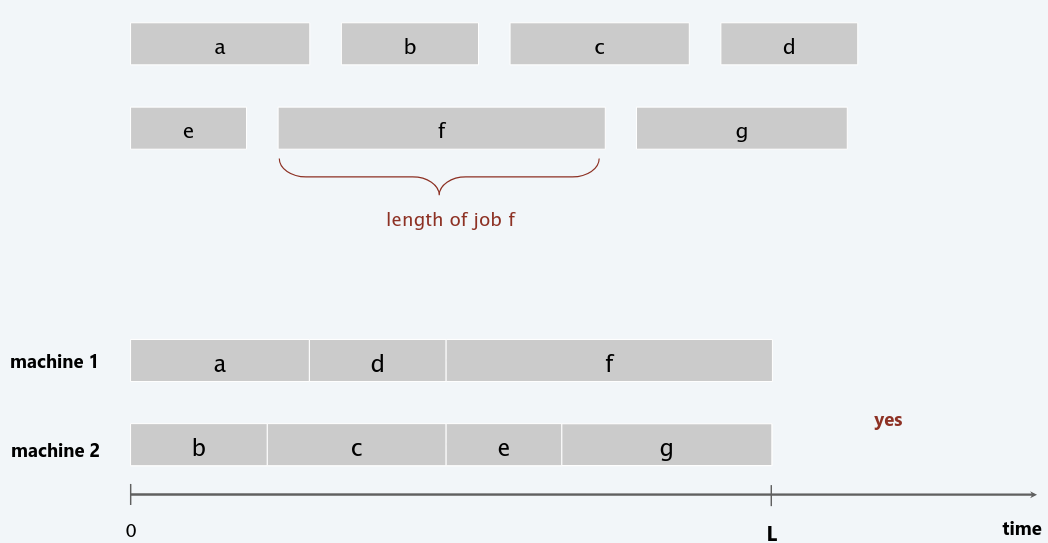 a b c d
e f g
length of job f
machine 1 a d f
yes
machine 2 b c e g
0 L time